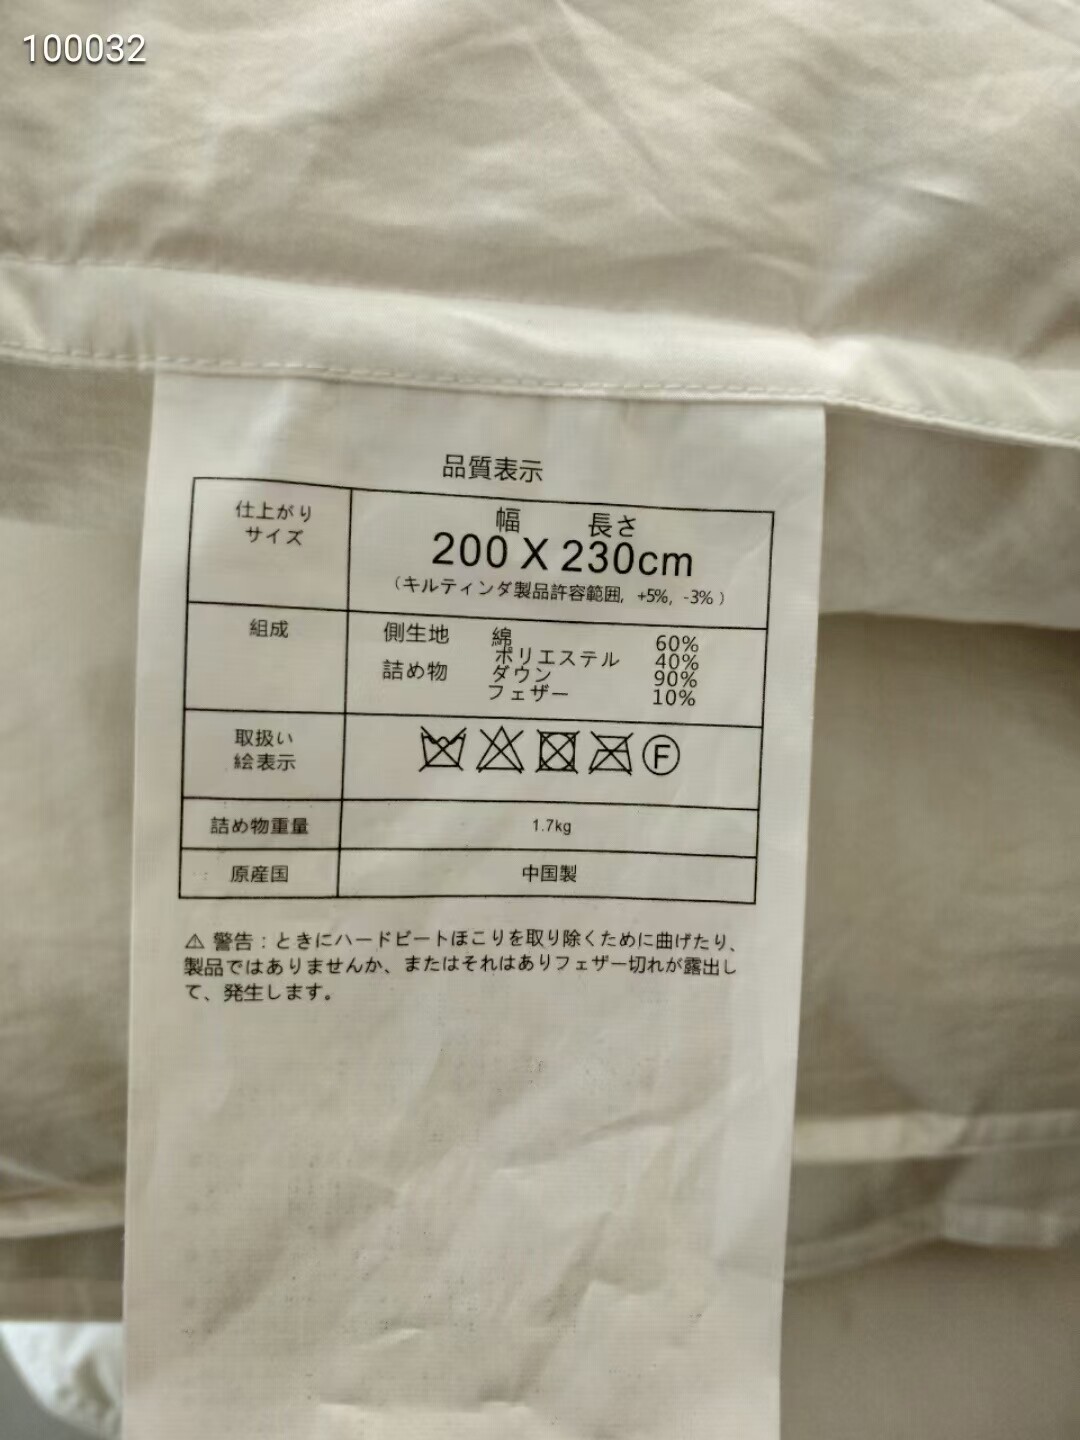 100032
品質表示
仕上がり
サイズ
幅 長さ
200 X 230cm
（キルティンダ製品許容範囲, +5%, -3%）
組成
側生地 綿 60%
ポリエステル 40%
詰め物 ダウン 90%
フェザー 10%
取扱い
絵表示
F
詰め物重量
1.7kg
原産国
中国製
⚠ 警告：ときにハードビートほこりを取り除くために曲げたり、
製品ではありませんか、またはそれはありフェザー切れが露出し
て、発生します。